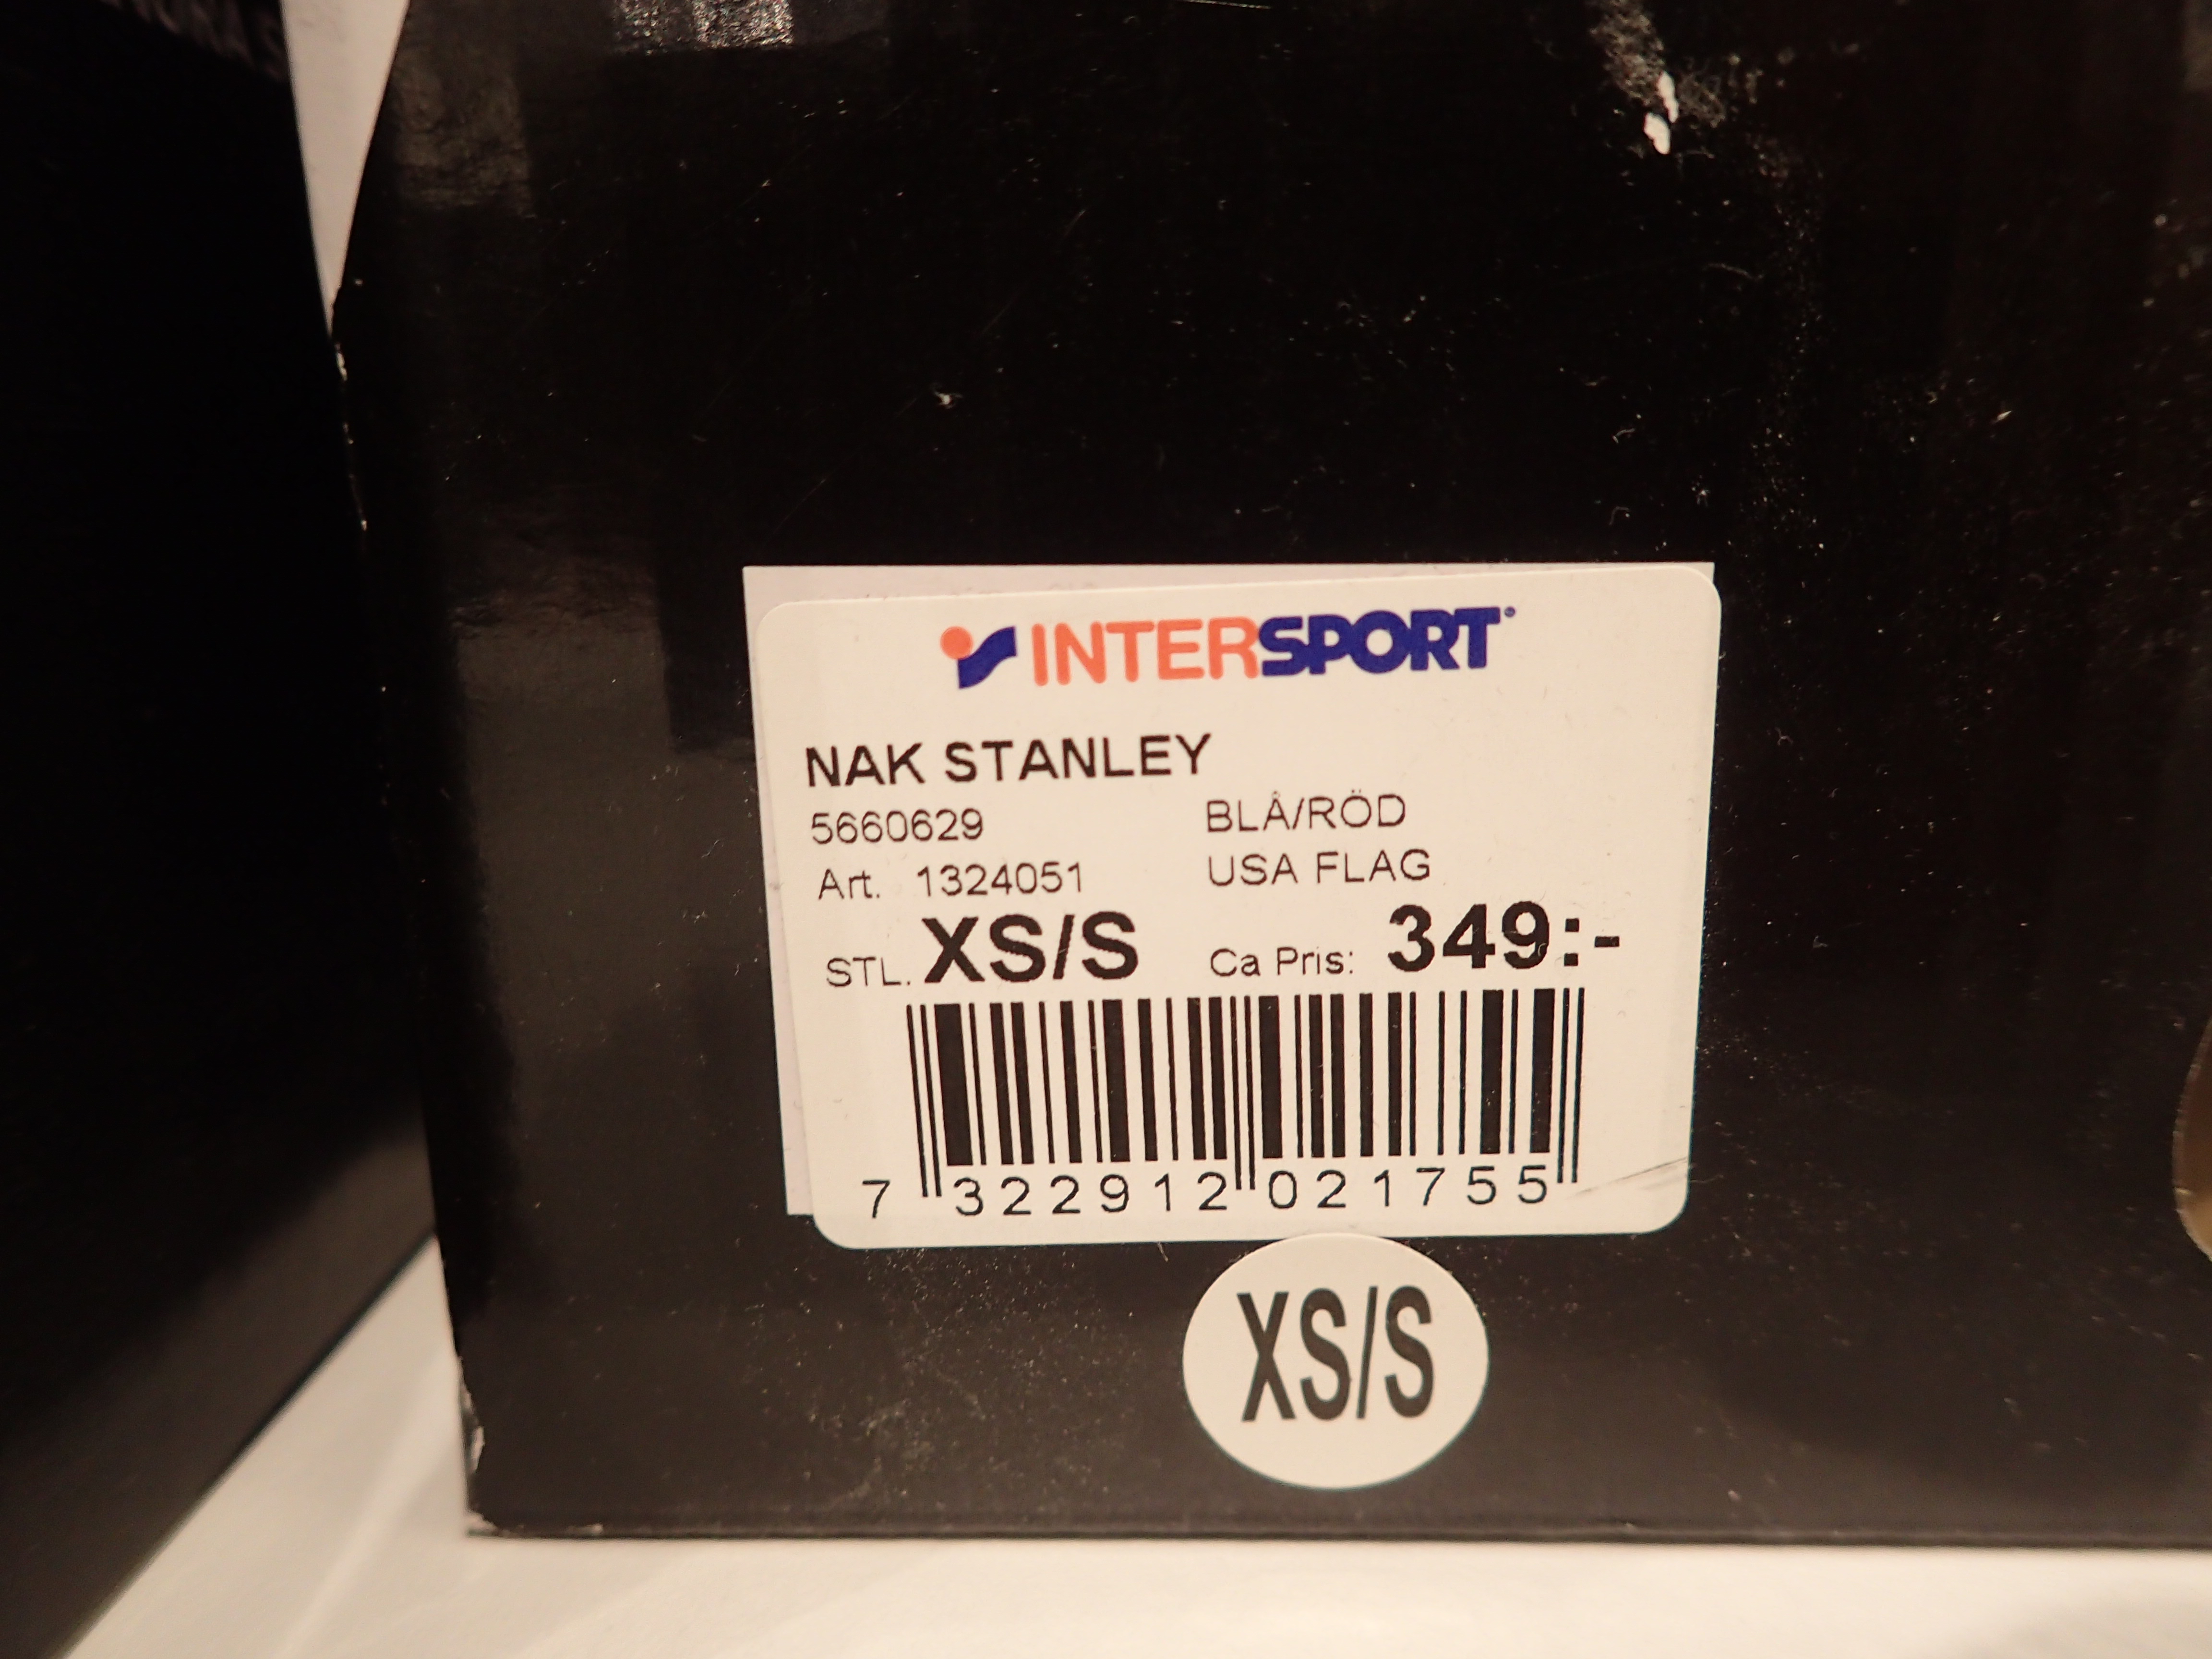 INTERSPORT
NAK STANLEY
5660629 BLÅ/RÖD
Art. 1324051 USA FLAG
STL. XS/S Ca Pris: 349:-
7 322912 021755
XS/S